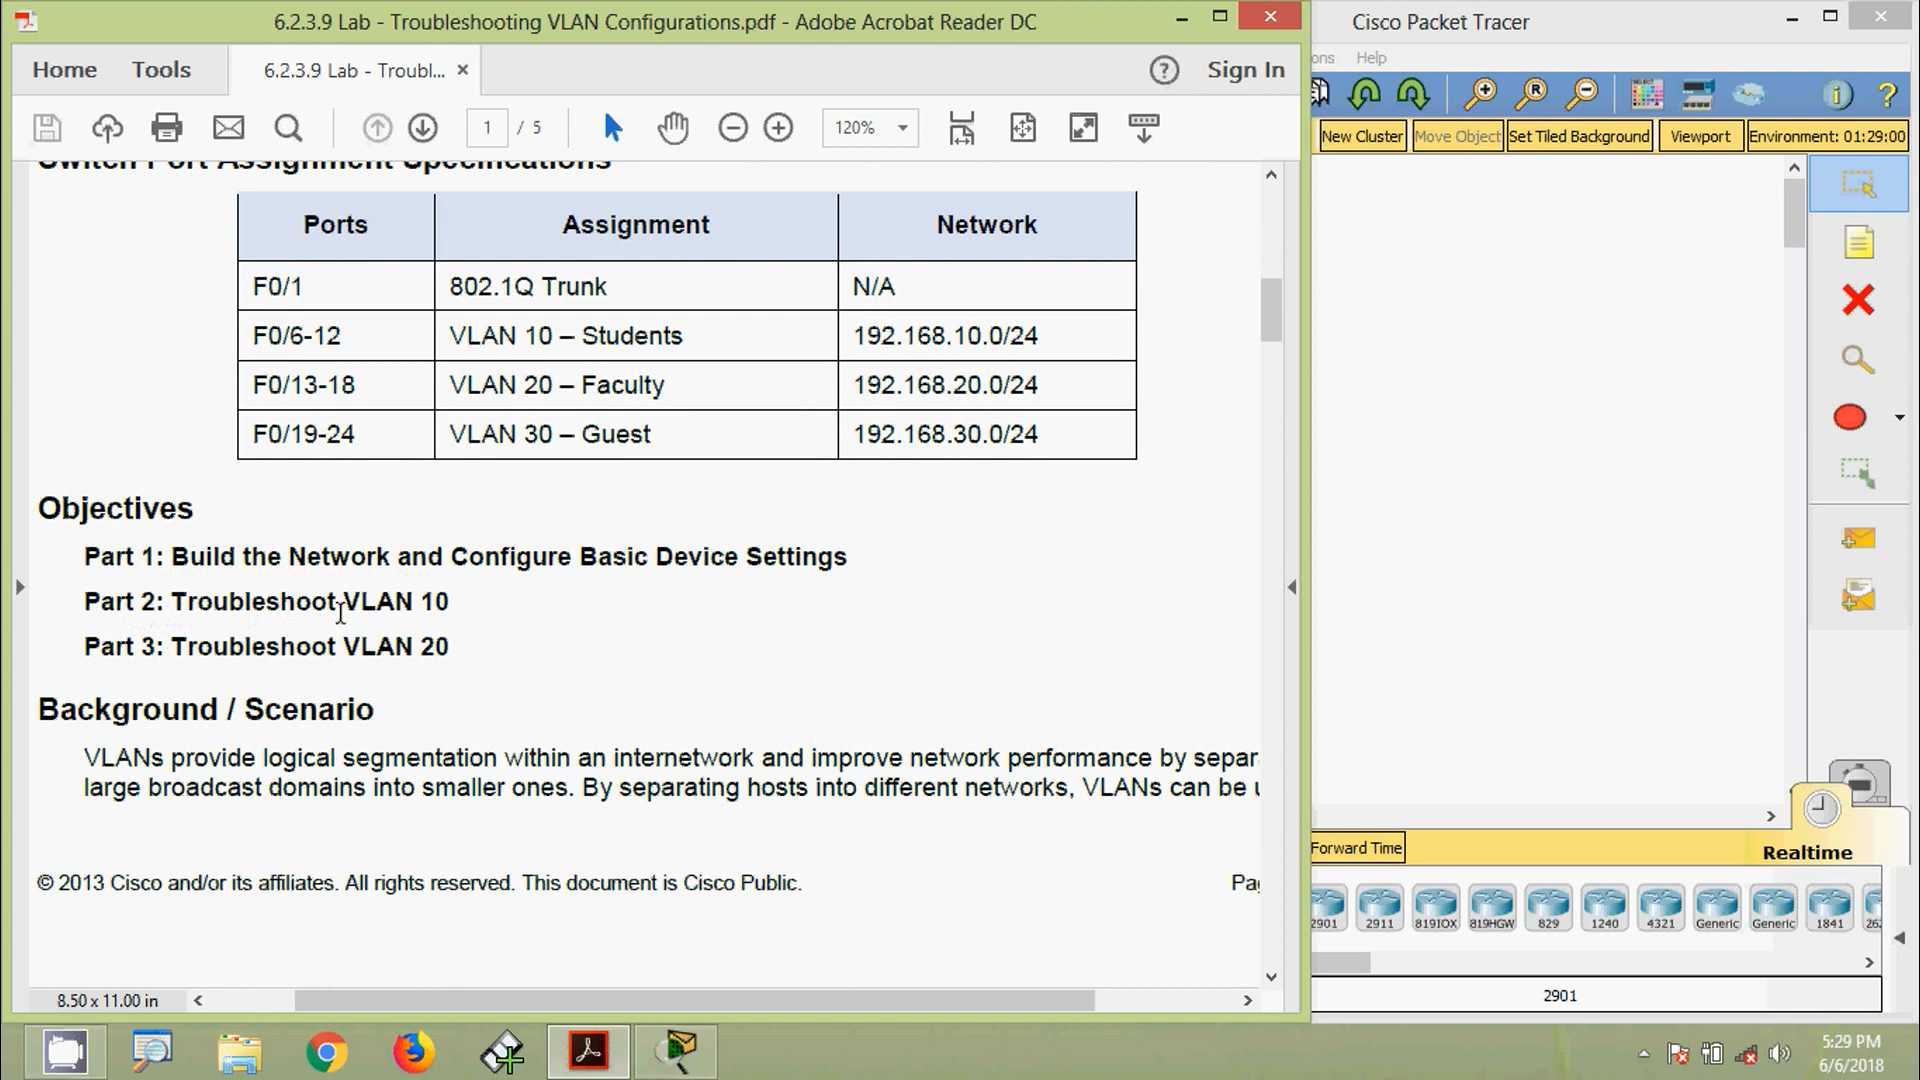 6.2.3.9 Lab - Troubleshooting VLAN Configurations.pdf - Adobe Acrobat Reader DC
Home
Tools
6.2.3.9 Lab - Troubl...
Sign In
1 / 5
120%
Switch Port Assignment Specifications
Ports Assignment Network
F0/1 802.1Q Trunk N/A
F0/6-12 VLAN 10 – Students 192.168.10.0/24
F0/13-18 VLAN 20 – Faculty 192.168.20.0/24
F0/19-24 VLAN 30 – Guest 192.168.30.0/24
Objectives
Part 1: Build the Network and Configure Basic Device Settings
Part 2: Troubleshoot VLAN 10
Part 3: Troubleshoot VLAN 20
Background / Scenario
VLANs provide logical segmentation within an internetwork and improve network performance by separ
large broadcast domains into smaller ones. By separating hosts into different networks, VLANs can be u
© 2013 Cisco and/or its affiliates. All rights reserved. This document is Cisco Public.
Pag
8.50 x 11.00 in
Cisco Packet Tracer
ons Help
New Cluster Move Object Set Tiled Background Viewport Environment: 01:29:00
Forward Time
Realtime
2901 2911 819IOX 819HGW 829 1240 4321 Generic Generic 1841 262
2901
5:29 PM
6/6/2018